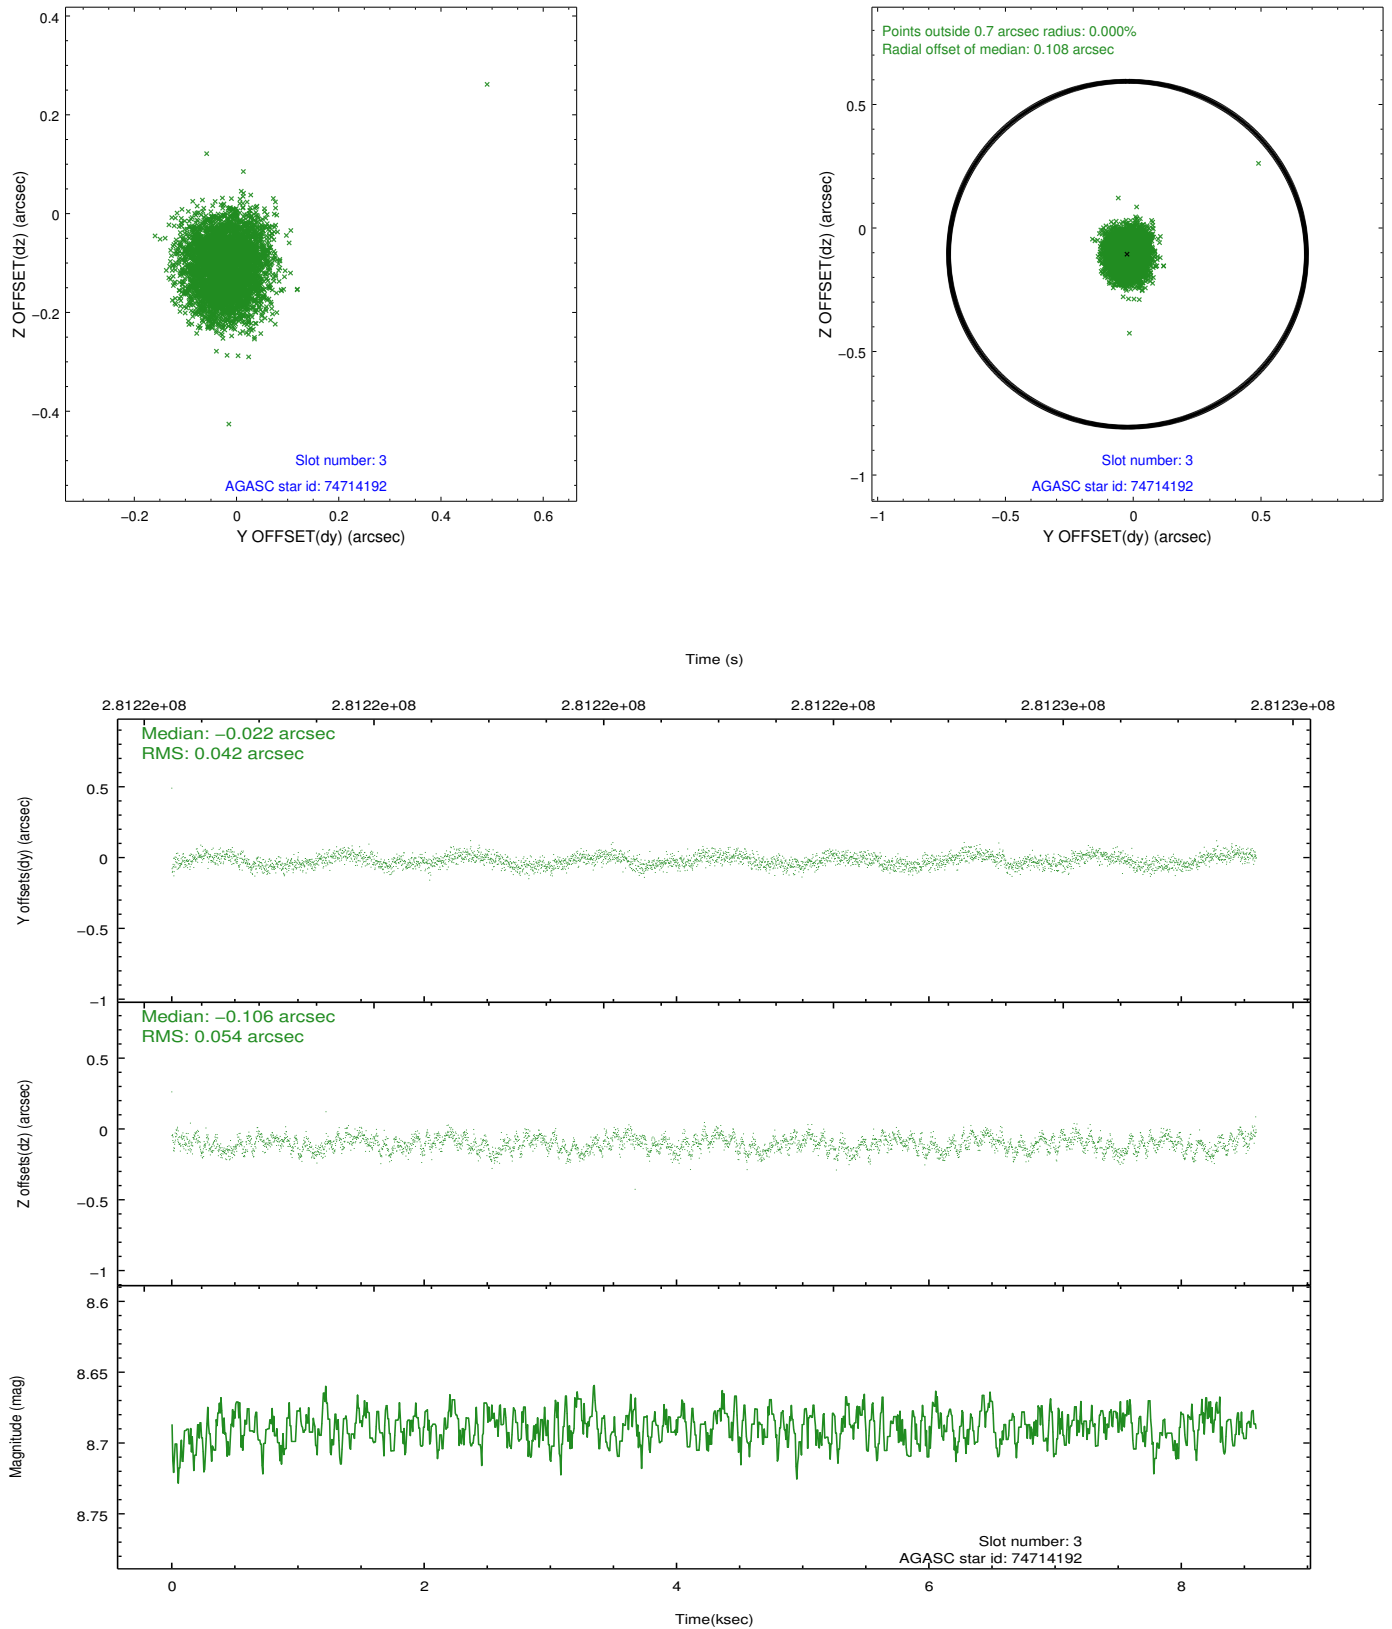 0.4
0.2
0
−0.2
−0.4
Z OFFSET(dz) (arcsec)
Slot number: 3
AGASC star id: 74714192
−0.2
0
0.2
0.4
0.6
Y OFFSET(dy) (arcsec)
Points outside 0.7 arcsec radius: 0.000%
Radial offset of median: 0.108 arcsec
0.5
0
−0.5
−1
Z OFFSET(dz) (arcsec)
Slot number: 3
AGASC star id: 74714192
−1
−0.5
0
0.5
Y OFFSET(dy) (arcsec)
Time (s)
2.8122e+08
2.8122e+08
2.8122e+08
2.8122e+08
2.8123e+08
2.8123e+08
Median: −0.022 arcsec
RMS: 0.042 arcsec
0.5
0
−0.5
−1
Y offsets(dy) (arcsec)
Median: −0.106 arcsec
RMS: 0.054 arcsec
0.5
0
−0.5
−1
Z offsets(dz) (arcsec)
8.6
8.65
8.7
8.75
Magnitude (mag)
Slot number: 3
AGASC star id: 74714192
0
2
4
6
8
Time(ksec)